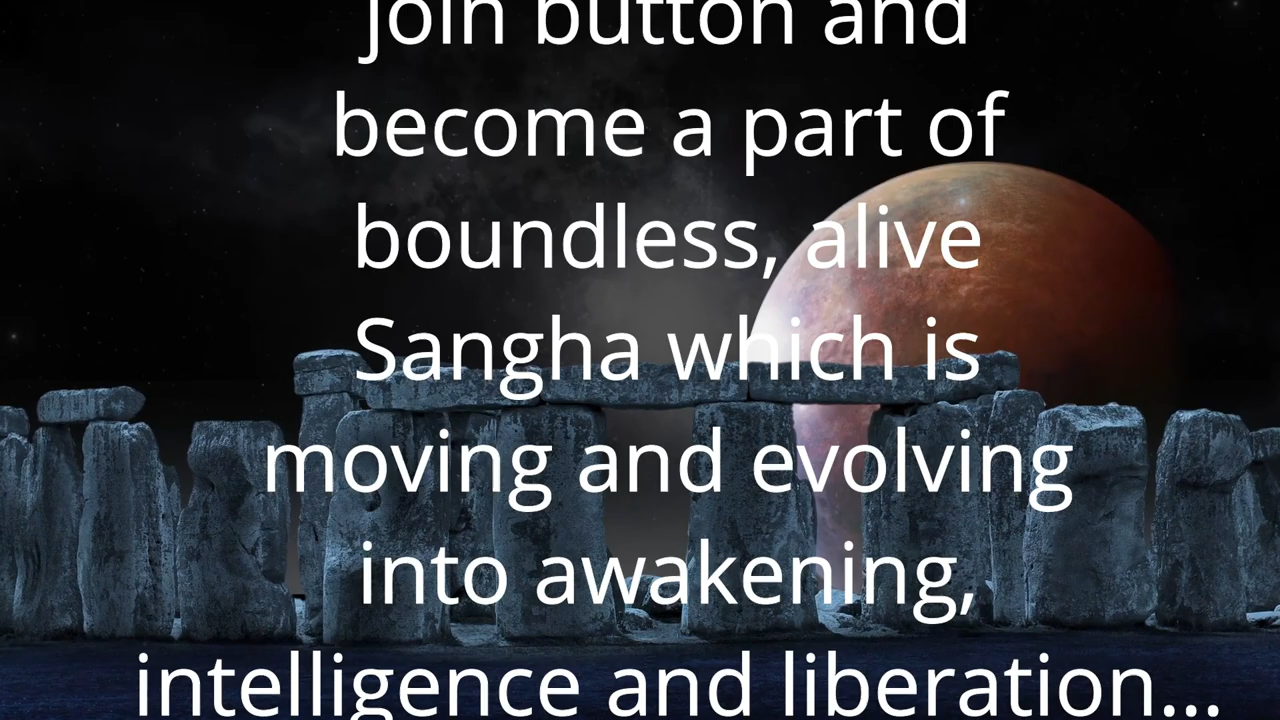 join button and
become a part of
boundless, alive
Sangha which is
moving and evolving
into awakening,
intelligence and liberation...